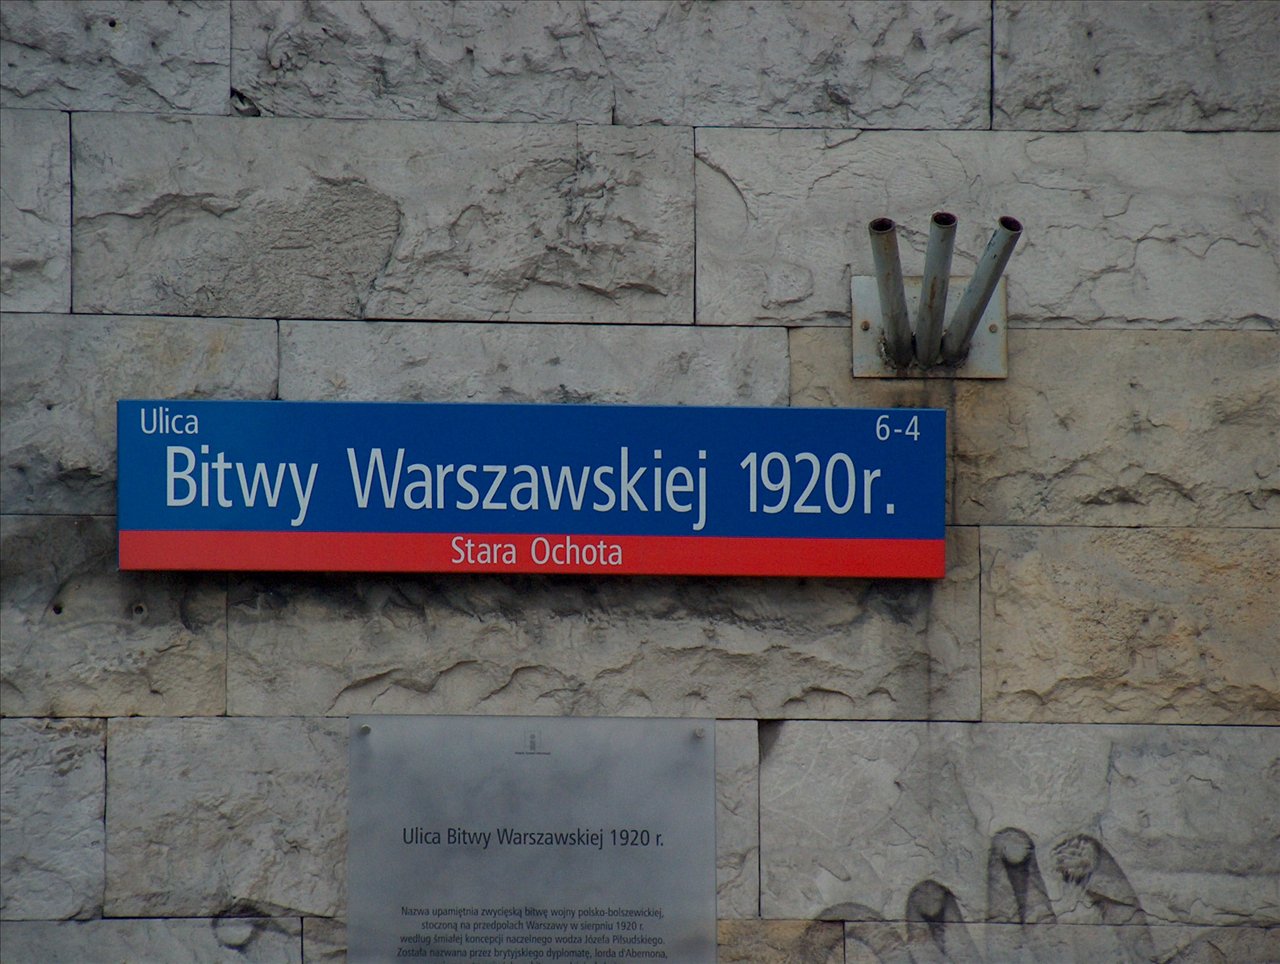 Ulica
6-4
Bitwy Warszawskiej 1920r.
Stara Ochota
Ulica Bitwy Warszawskiej 1920 r.
Nazwa upamiętnia zwycięską bitwę wojny polsko-bolszewickiej,
stoczoną na przedpolach Warszawy w sierpniu 1920 r.
według śmiałej koncepcji naczelnego wodza Józefa Piłsudskiego.
Została nazwana przez brytyjskiego dyplomatę, lorda d'Abernona,